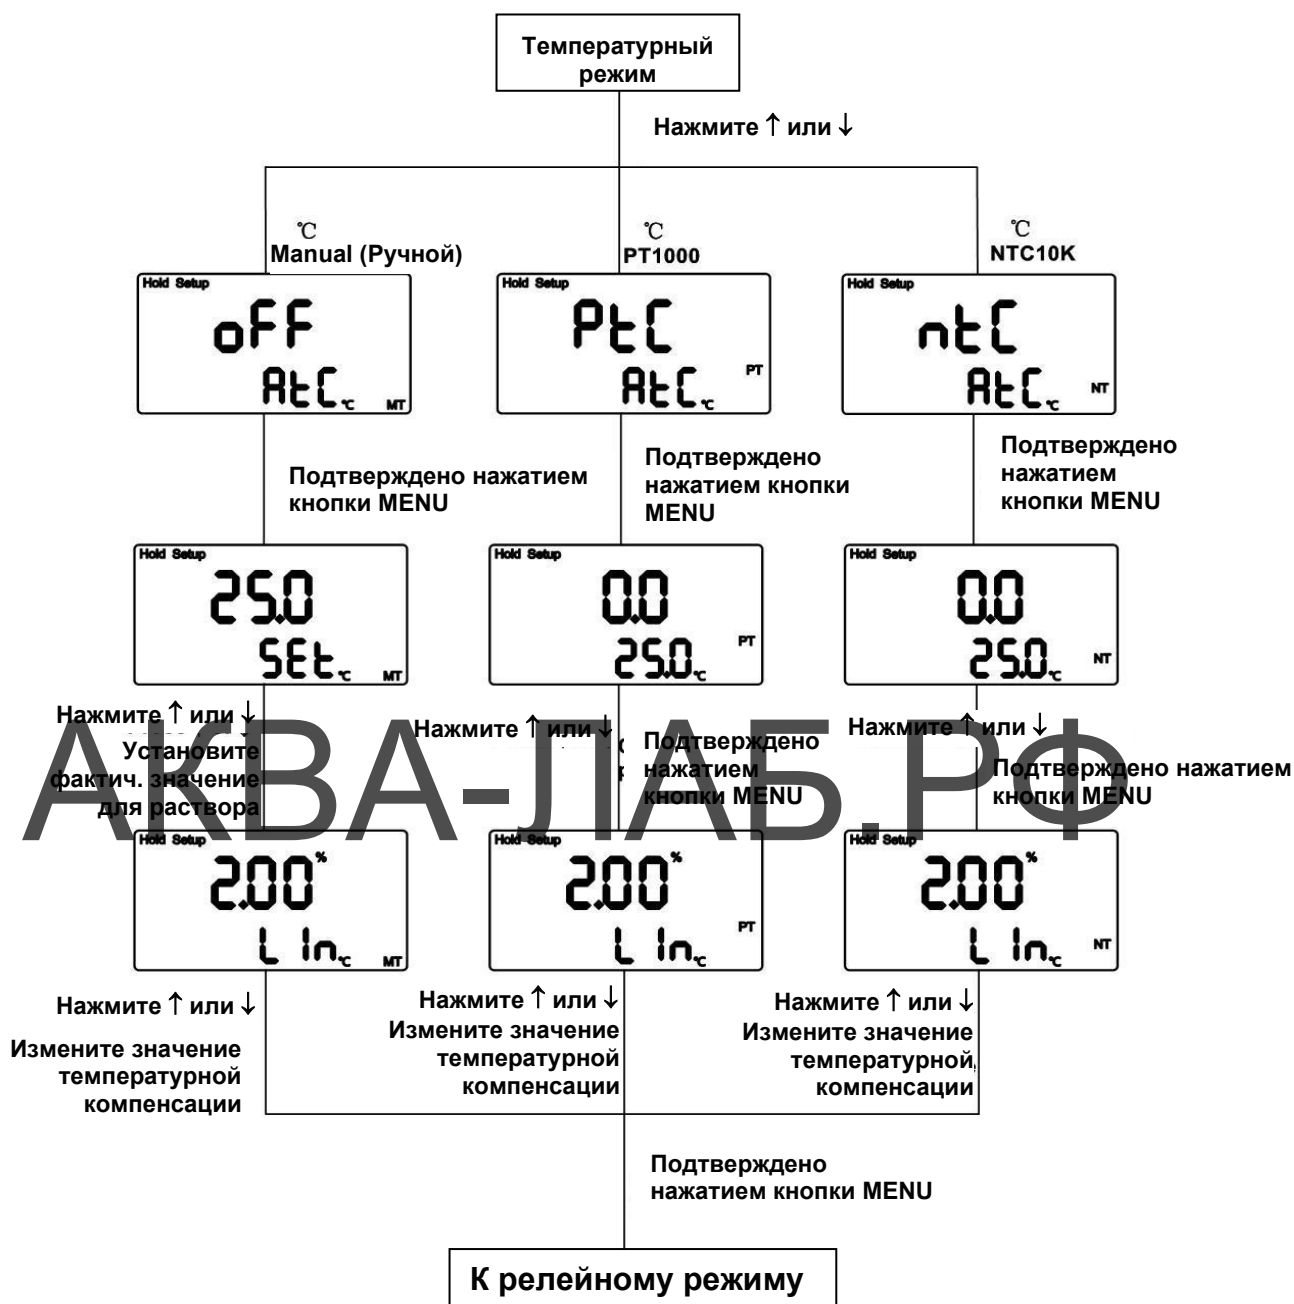 Температурный
режим
Нажмите ↑ или ↓
℃
Manual (Ручной)
℃
PT1000
℃
NTC10K
Hold Setup
oFF
AtC ℃ MT
Hold Setup
PtC
AtC ℃ PT
Hold Setup
ntC
AtC ℃ NT
Подтверждено нажатием
кнопки MENU
Подтверждено
нажатием кнопки
MENU
Подтверждено
нажатием
кнопки MENU
Hold Setup
25.0
SEt ℃ MT
Hold Setup
0.0
25.0 ℃ PT
Hold Setup
0.0
25.0 ℃ NT
Нажмите ↑ или ↓
Установите
фактич. значение
для раствора
Нажмите ↑ или ↓
Подтверждено
нажатием
кнопки MENU
Нажмите ↑ или ↓
Подтверждено нажатием
кнопки MENU
АКВА-ЛАБ.РФ
Hold Setup
2.00 %
LIn ℃ MT
Hold Setup
2.00 %
LIn ℃ PT
Hold Setup
2.00 %
LIn ℃ NT
Нажмите ↑ или ↓
Измените значение
температурной
компенсации
Нажмите ↑ или ↓
Измените значение
температурной
компенсации
Нажмите ↑ или ↓
Измените значение
температурной
компенсации
Подтверждено
нажатием кнопки MENU
К релейному режиму